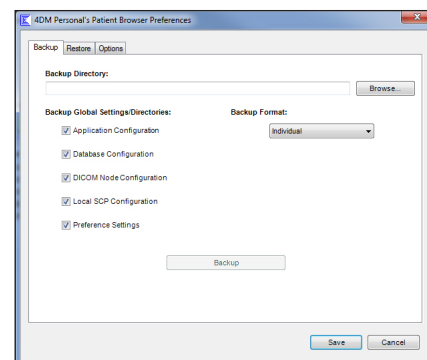 4DM Personal's Patient Browser Preferences
Backup Restore Options
Backup Directory:
Browse...
Backup Global Settings/Directories: Backup Format:
Application Configuration Individual
Database Configuration
DICOM Node Configuration
Local SCP Configuration
Preference Settings
Backup
Save Cancel